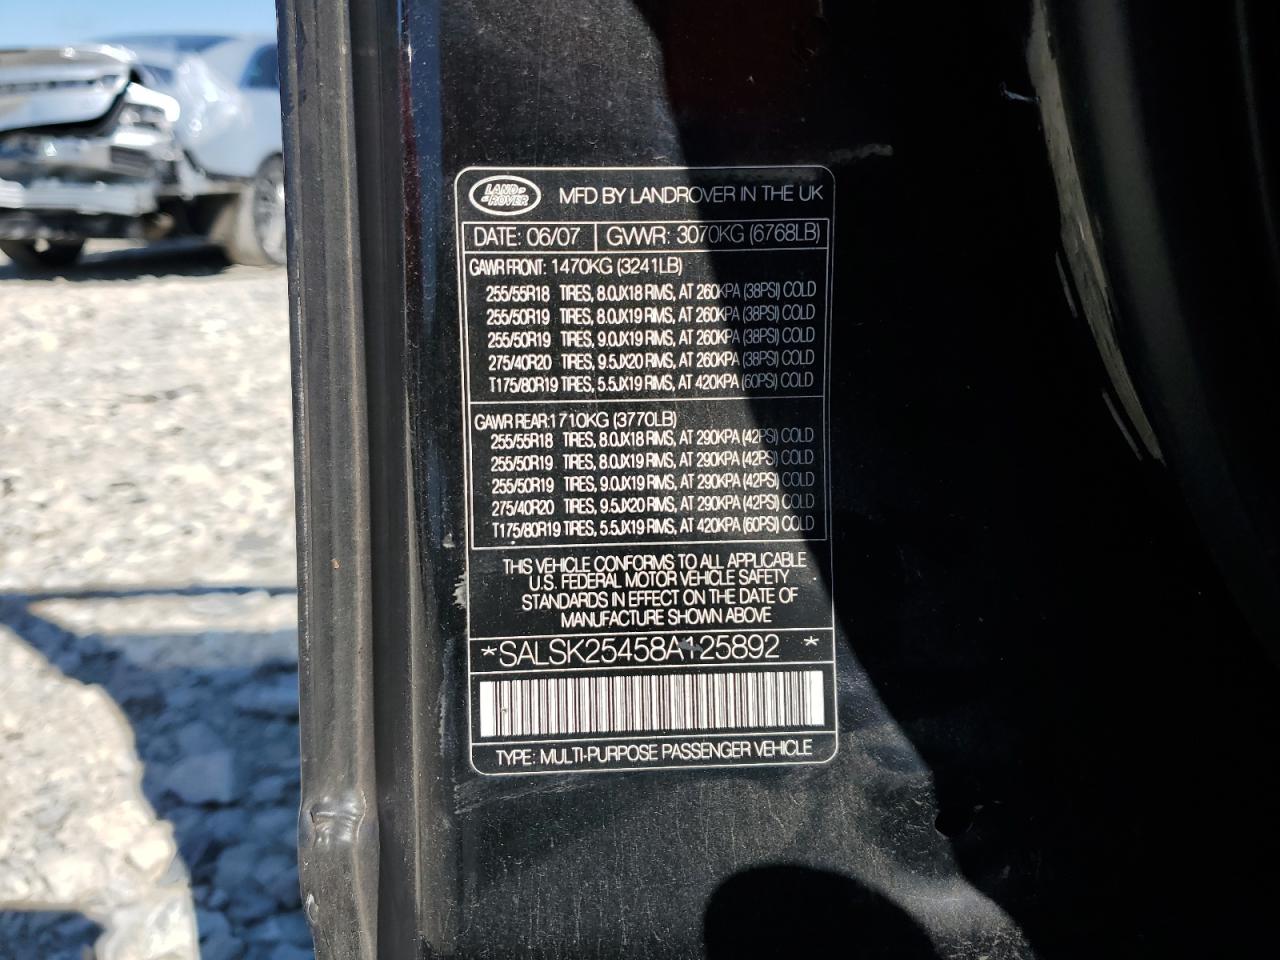 LAND-
-ROVER
MFD BY LANDROVER IN THE UK
DATE: 06/07 GVWR: 3070KG (6768LB)
GAWR FRONT: 1470KG (3241LB)
255/55R18 TIRES, 8.0JX18 RIMS, AT 260KPA (38PSI) COLD
255/50R19 TIRES, 8.0JX19 RIMS, AT 260KPA (38PSI) COLD
255/50R19 TIRES, 9.0JX19 RIMS, AT 260KPA (38PSI) COLD
275/40R20 TIRES, 9.5JX20 RIMS, AT 260KPA (38PSI) COLD
T175/80R19 TIRES, 5.5JX19 RIMS, AT 420KPA (60PSI) COLD
GAWR REAR: 1710KG (3770LB)
255/55R18 TIRES, 8.0JX18 RIMS, AT 290KPA (42PSI) COLD
255/50R19 TIRES, 8.0JX19 RIMS, AT 290KPA (42PSI) COLD
255/50R19 TIRES, 9.0JX19 RIMS, AT 290KPA (42PSI) COLD
275/40R20 TIRES, 9.5JX20 RIMS, AT 290KPA (42PSI) COLD
T175/80R19 TIRES, 5.5JX19 RIMS, AT 420KPA (60PSI) COLD
THIS VEHICLE CONFORMS TO ALL APPLICABLE
U.S. FEDERAL MOTOR VEHICLE SAFETY
STANDARDS IN EFFECT ON THE DATE OF
MANUFACTURE SHOWN ABOVE
*SALSK25458A125892 *
TYPE: MULTI-PURPOSE PASSENGER VEHICLE